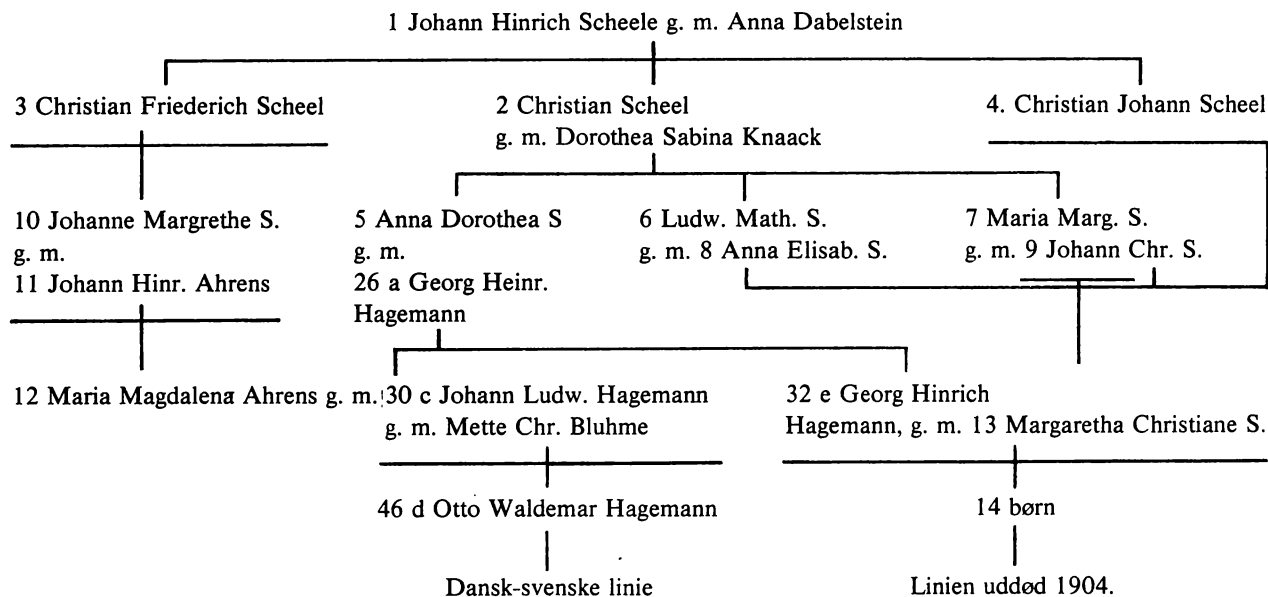 1 Johann Hinrich Scheele g. m. Anna Dabelstein
3 Christian Friederich Scheel
2 Christian Scheel
g. m. Dorothea Sabina Knaack
4. Christian Johann Scheel
10 Johanne Margrethe S.
g. m.
11 Johann Hinr. Ahrens
5 Anna Dorothea S
g. m.
26 a Georg Heinr.
Hagemann
6 Ludw. Math. S.
g. m. 8 Anna Elisab. S.
7 Maria Marg. S.
g. m. 9 Johann Chr. S.
12 Maria Magdalena Ahrens g. m.
30 c Johann Ludw. Hagemann
g. m. Mette Chr. Bluhme
32 e Georg Hinrich
Hagemann, g. m. 13 Margaretha Christiane S.
46 d Otto Waldemar Hagemann
14 børn
Dansk-svenske linie
Linien uddød 1904.